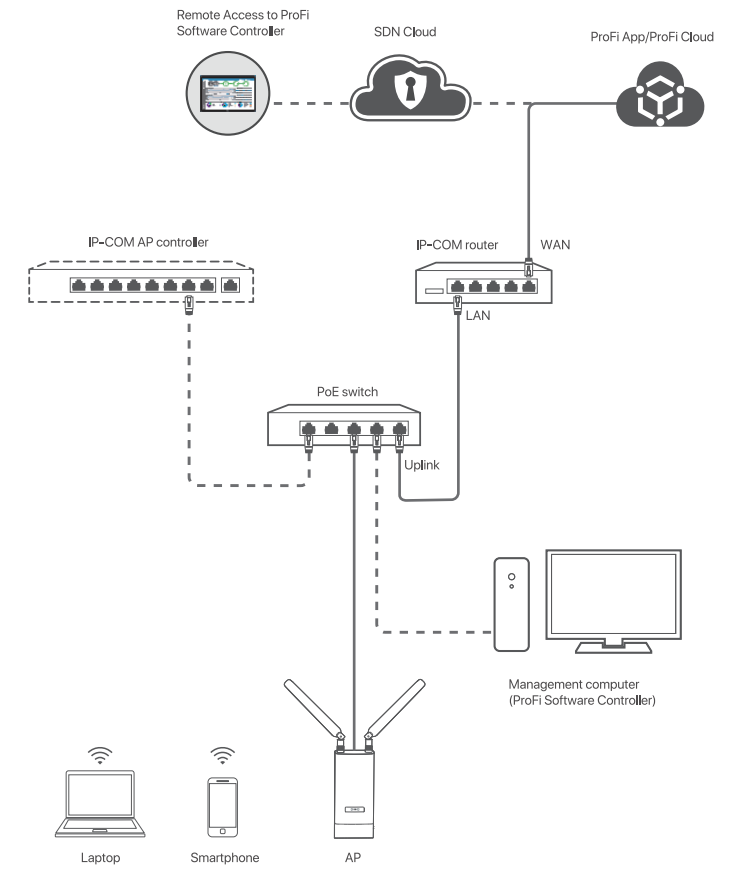 Remote Access to ProFi
Software Controller
SDN Cloud
ProFi App/ProFi Cloud
IP-COM AP controller
IP-COM router
WAN
LAN
PoE switch
Uplink
Management computer
(ProFi Software Controller)
Laptop
Smartphone
AP